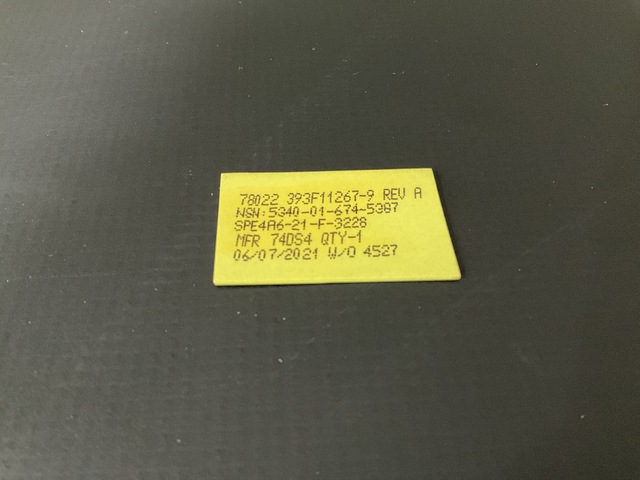 78022 393F11267-9 REV A
NSN:5340-01-674-5387
SPE4A6-21-F-3228
MFR 74DS4 QTY-1
06/07/2021 W/O 4527